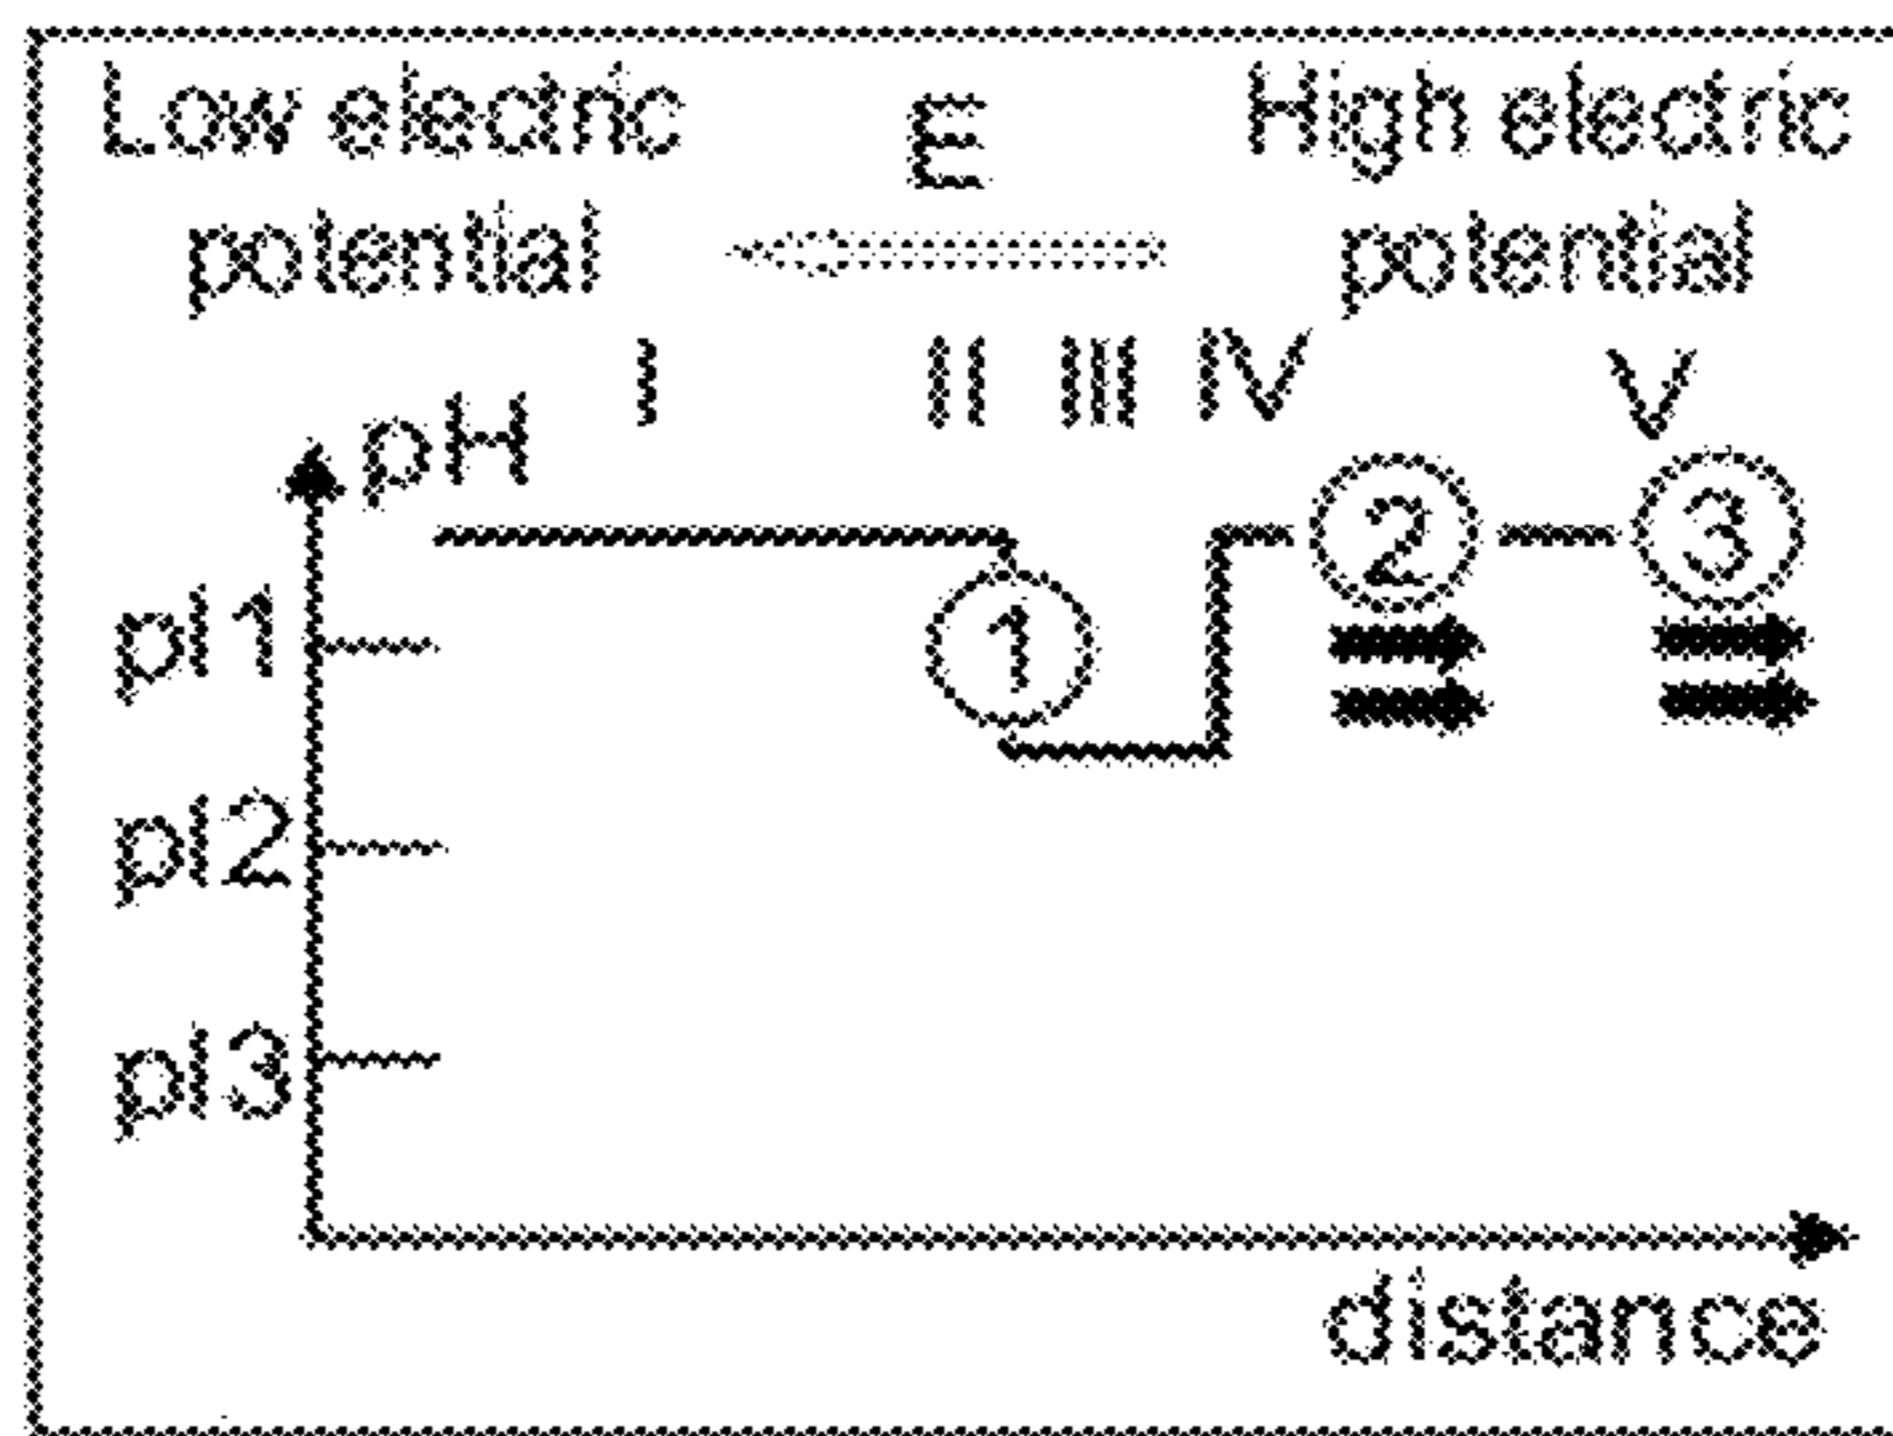 Low electric potential
E
High electric potential
I II III IV V
pH
1
2
3
pI1
pI2
pI3
distance